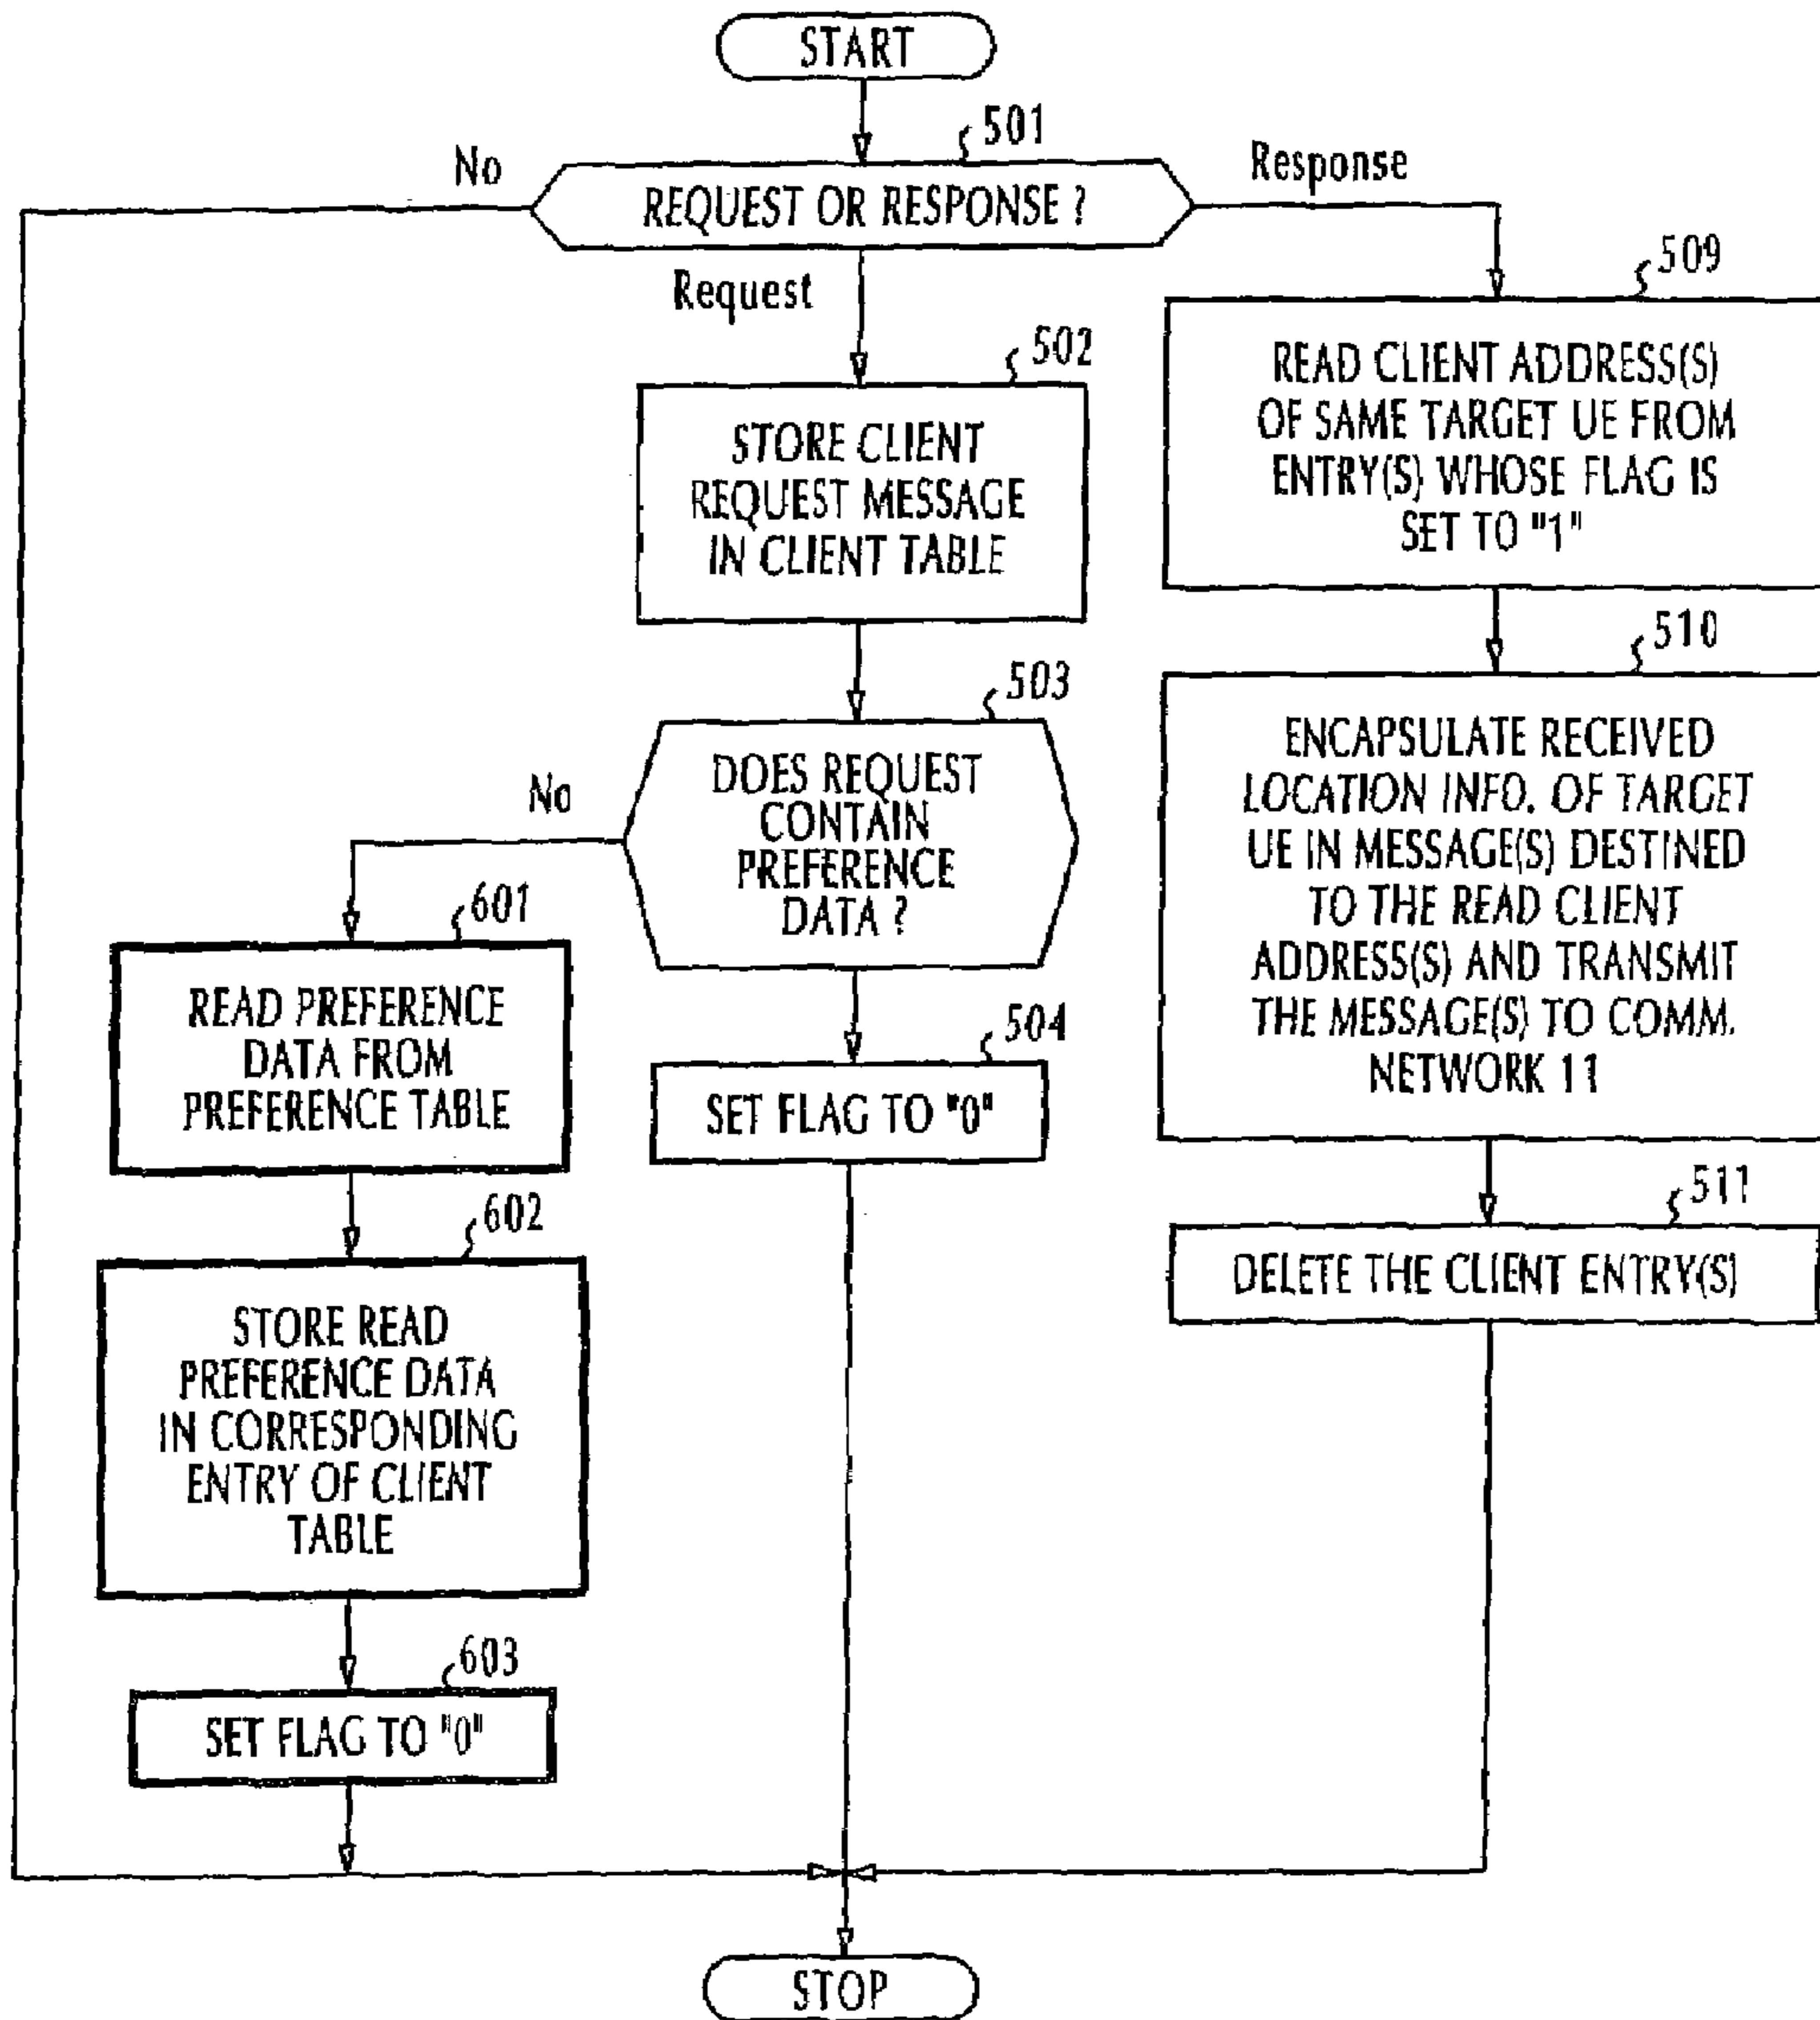 START
501
No
Response
REQUEST OR RESPONSE ?
Request
509
READ CLIENT ADDRESS(S)
OF SAME TARGET UE FROM
ENTRY(S) WHOSE FLAG IS
SET TO "1"
502
STORE CLIENT
REQUEST MESSAGE
IN CLIENT TABLE
510
ENCAPSULATE RECEIVED
LOCATION INFO. OF TARGET
UE IN MESSAGE(S) DESTINED
TO THE READ CLIENT
ADDRESS(S) AND TRANSMIT
THE MESSAGE(S) TO COMM.
NETWORK 11
503
DOES REQUEST
CONTAIN
PREFERENCE
DATA ?
No
601
READ PREFERENCE
DATA FROM
PREFERENCE TABLE
504
SET FLAG TO "0"
511
DELETE THE CLIENT ENTRY(S)
602
STORE READ
PREFERENCE DATA
IN CORRESPONDING
ENTRY OF CLIENT
TABLE
603
SET FLAG TO "0"
STOP